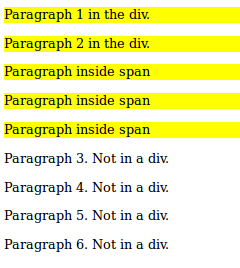 Paragraph 1 in the div.
Paragraph 2 in the div.
Paragraph inside span
Paragraph inside span
Paragraph inside span
Paragraph 3. Not in a div.
Paragraph 4. Not in a div.
Paragraph 5. Not in a div.
Paragraph 6. Not in a div.